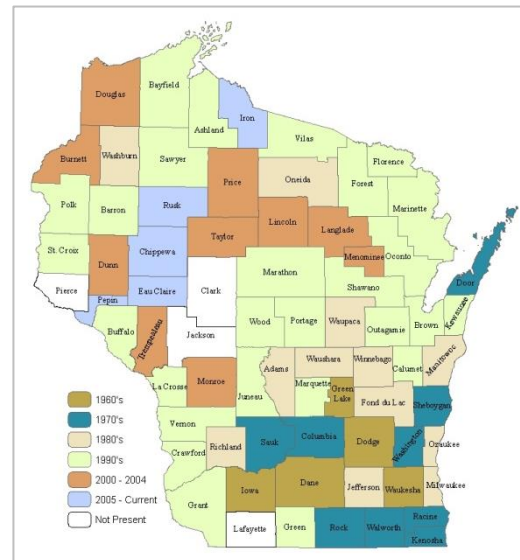 Douglas
Bayfield
Iron
Ashland
Vilas
Burnett
Washburn
Sawyer
Florence
Oneida
Forest
Price
Marinette
Polk
Barron
Rusk
Lincoln
Langlade
Taylor
Menominee
Oconto
St. Croix
Chippewa
Dunn
Door
Marathon
Shawano
Pierce
Clark
Eau Claire
Pepin
Kewaunee
Buffalo
Trempealeau
Wood
Portage
Waupaca
Outagamie
Brown
Jackson
Manitowoc
Waushara
Winnebago
Calumet
Adams
Marquette
Green
Lake
La Crosse
Monroe
Juneau
Fond du Lac
Sheboygan
Vernon
Sauk
Columbia
Dodge
Washington
Ozaukee
Richland
Crawford
Iowa
Dane
Jefferson
Waukesha
Milwaukee
Grant
Lafayette
Green
Rock
Walworth
Racine
Kenosha
1960's
1970's
1980's
1990's
2000 - 2004
2005 - Current
Not Present